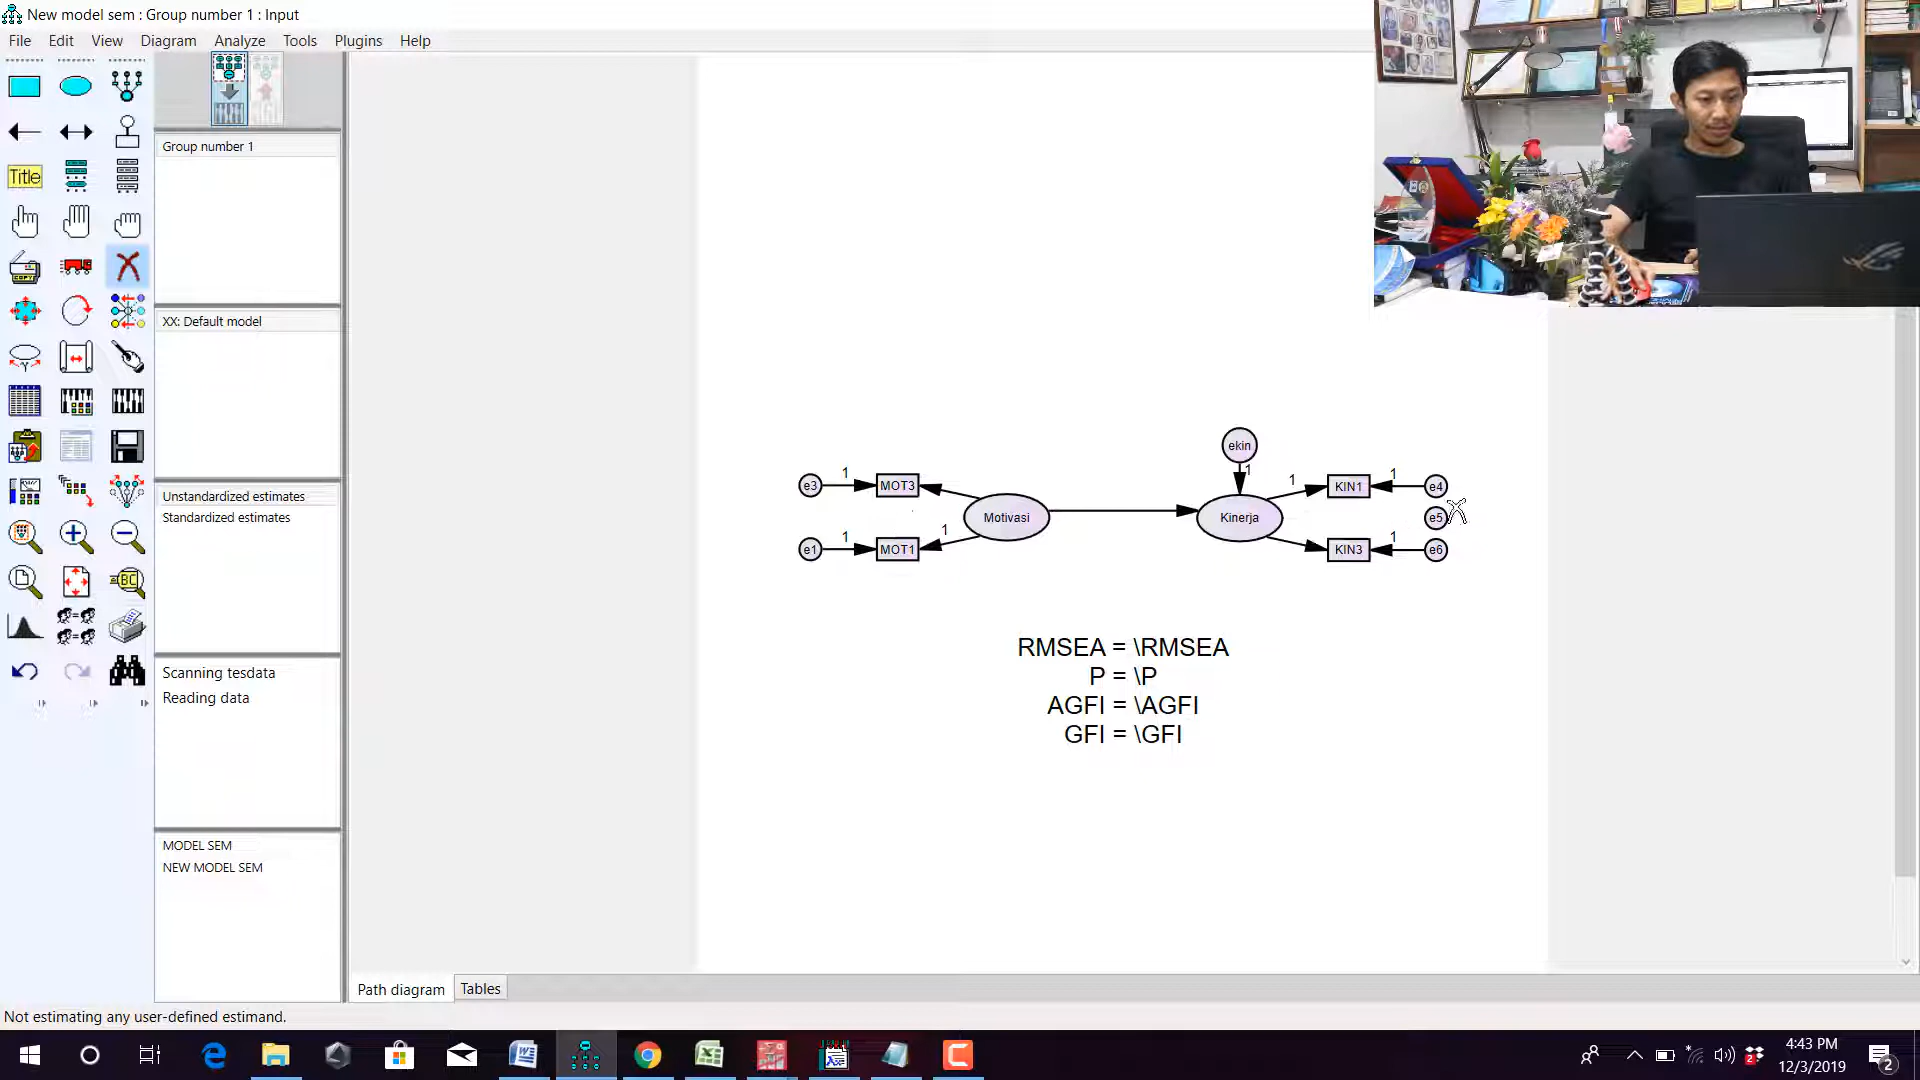 New model sem : Group number 1 : Input
File Edit View Diagram Analyze Tools Plugins Help
Title
COPY
γ
ABC
Group number 1
XX: Default model
Unstandardized estimates
Standardized estimates
Scanning tesdata
Reading data
MODEL SEM
NEW MODEL SEM
ekin
1
e3 1 MOT3
Motivasi
e1 1 MOT1 1
Kinerja
1 KIN1 1 e4
e5
KIN3 1 e6
RMSEA = \RMSEA
P = \P
AGFI = \AGFI
GFI = \GFI
Path diagram Tables
Not estimating any user-defined estimand.
4:43 PM
12/3/2019
2